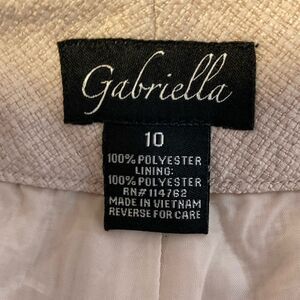 Gabriella
10
100% POLYESTER
LINING:
100% POLYESTER
RN# 114762
MADE IN VIETNAM
REVERSE FOR CARE